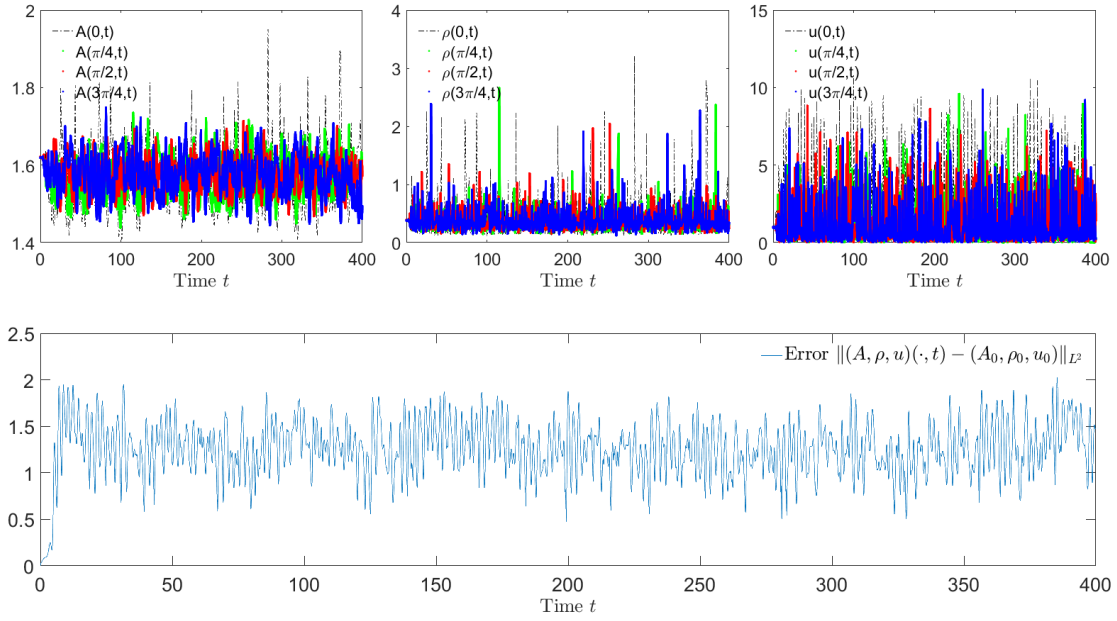 2
1.8
1.6
1.4
0 100 200 300 400
Time t
A(0,t)
A(π/4,t)
A(π/2,t)
A(3π/4,t)
4
3
2
1
0
0 100 200 300 400
Time t
ρ(0,t)
ρ(π/4,t)
ρ(π/2,t)
ρ(3π/4,t)
15
10
5
0
0 100 200 300 400
Time t
u(0,t)
u(π/4,t)
u(π/2,t)
u(3π/4,t)
2.5
2
1.5
1
0.5
0
0 50 100 150 200 250 300 350 400
Time t
Error ‖(A, ρ, u)(·, t) − (A₀, ρ₀, u₀)‖_{L²}